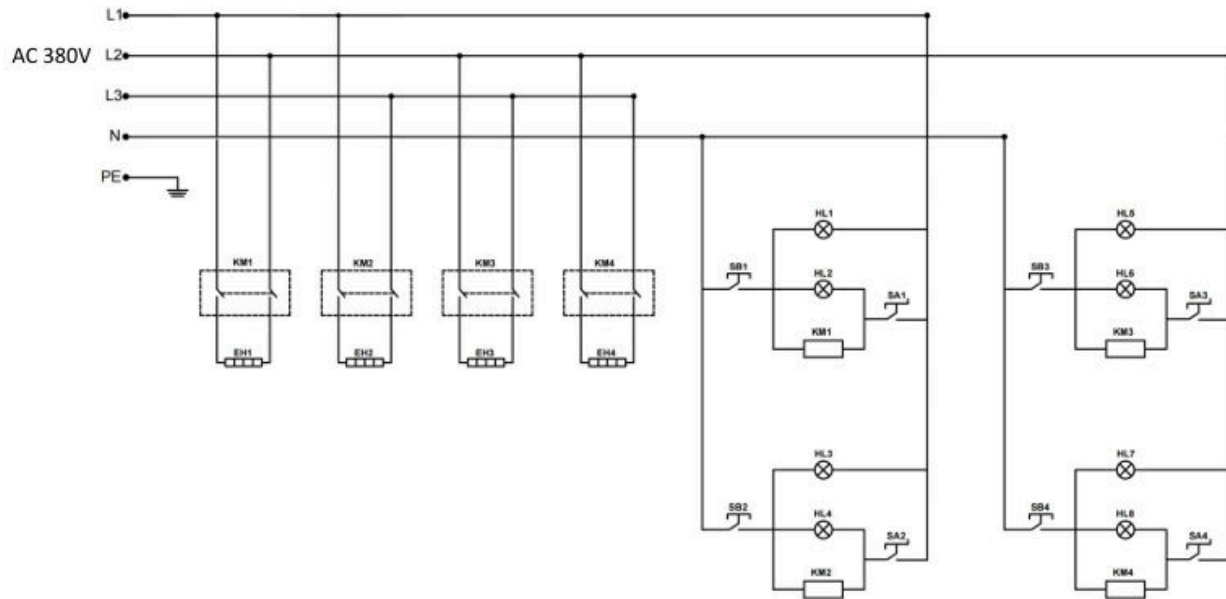 L1
AC 380V L2
L3
N
PE
HL1 HL5
KM1 KM2 KM3 KM4 SB1 HL2 SA1 SB3 HL6 SA3
KM1 KM3
EH1 EH2 EH3 EH4
HL3 HL7
SB2 HL4 SA2 SB4 HL8 SA4
KM2 KM4